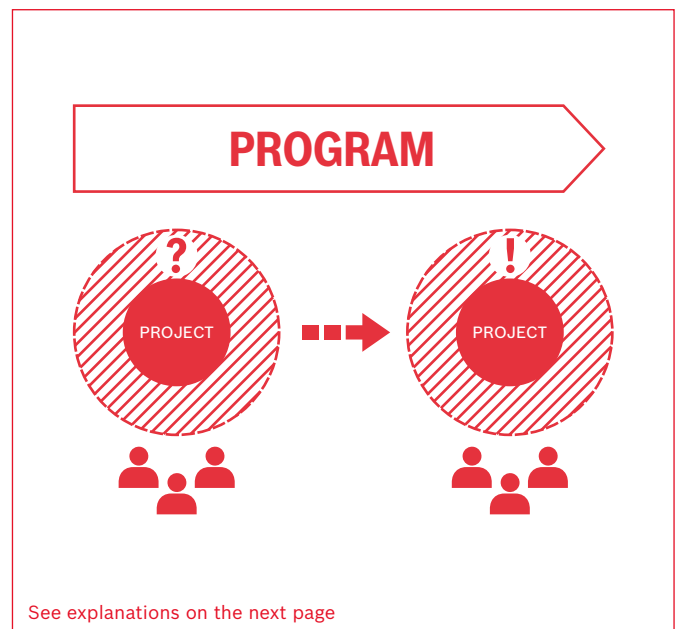 PROGRAM
?
!
PROJECT
PROJECT
See explanations on the next page